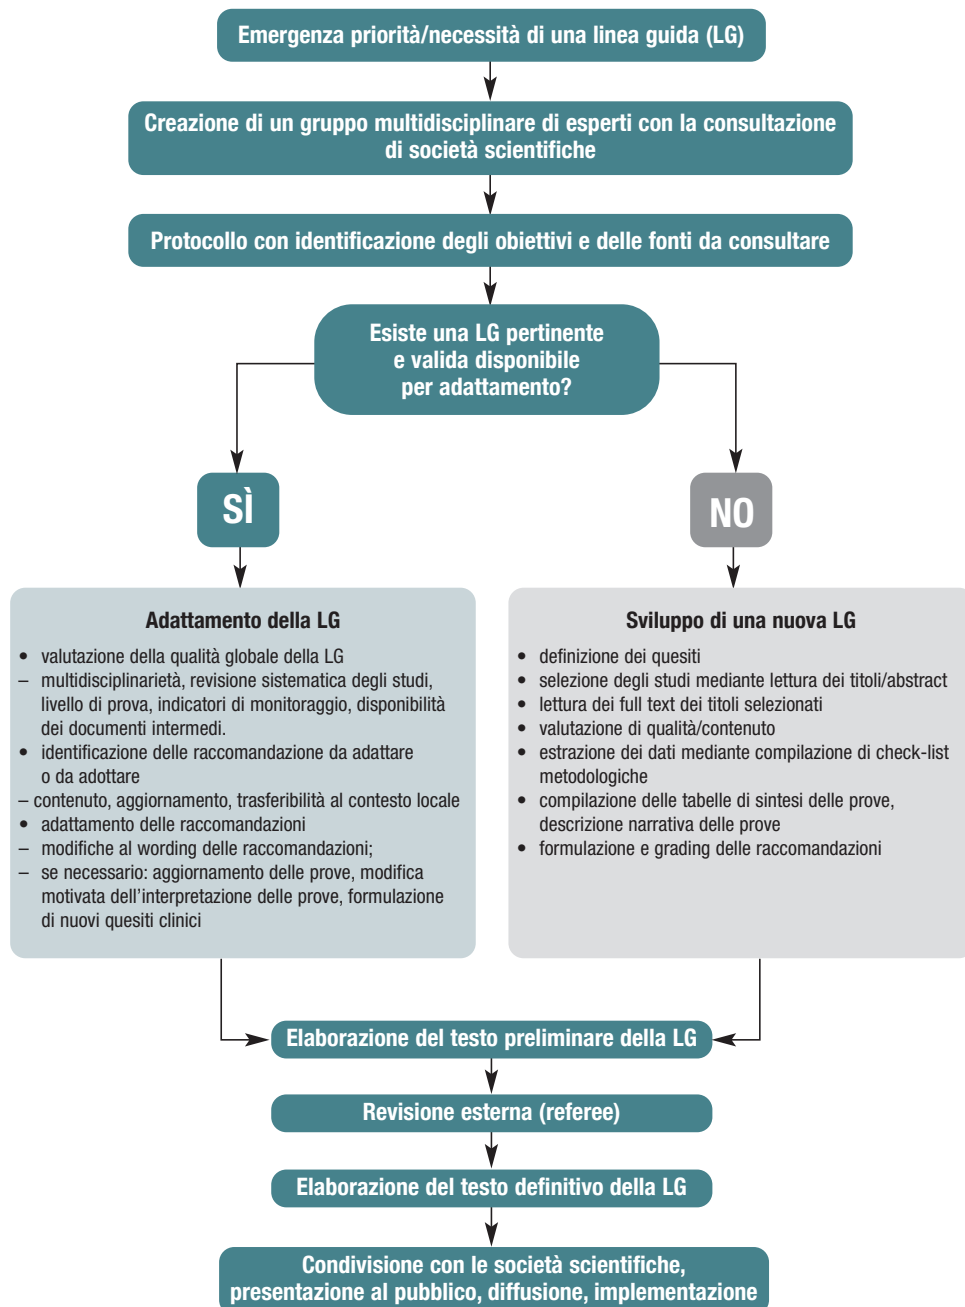 Emergenza priorità/necessità di una linea guida (LG)
Creazione di un gruppo multidisciplinare di esperti con la consultazione
di società scientifiche
Protocollo con identificazione degli obiettivi e delle fonti da consultare
Esiste una LG pertinente
e valida disponibile
per adattamento?
SÌ
NO
Adattamento della LG
• valutazione della qualità globale della LG
– multidisciplinarietà, revisione sistematica degli studi,
livello di prova, indicatori di monitoraggio, disponibilità
dei documenti intermedi.
• identificazione delle raccomandazione da adattare
o da adottare
– contenuto, aggiornamento, trasferibilità al contesto locale
• adattamento delle raccomandazioni
– modifiche al wording delle raccomandazioni;
– se necessario: aggiornamento delle prove, modifica
motivata dell’interpretazione delle prove, formulazione
di nuovi quesiti clinici
Sviluppo di una nuova LG
• definizione dei quesiti
• selezione degli studi mediante lettura dei titoli/abstract
• lettura dei full text dei titoli selezionati
• valutazione di qualità/contenuto
• estrazione dei dati mediante compilazione di check-list
metodologiche
• compilazione delle tabelle di sintesi delle prove,
descrizione narrativa delle prove
• formulazione e grading delle raccomandazioni
Elaborazione del testo preliminare della LG
Revisione esterna (referee)
Elaborazione del testo definitivo della LG
Condivisione con le società scientifiche,
presentazione al pubblico, diffusione, implementazione